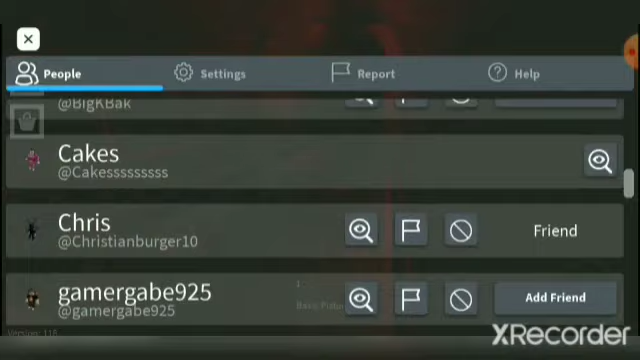 People Settings Report Help
@BigKBak
Cakes
@Cakesssssssss
Chris
@Christianburger10
Friend
gamergabe925
@gamergabe925
Add Friend
XRecorder